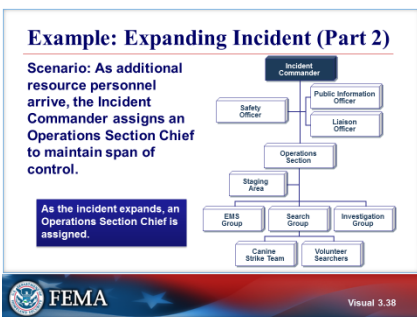 Example: Expanding Incident (Part 2)
Scenario: As additional
resource personnel
arrive, the Incident
Commander assigns an
Operations Section Chief
to maintain span of
control.
As the incident expands, an
Operations Section Chief is
assigned.
Incident
Commander
Public Information
Officer
Safety
Officer
Liaison
Officer
Operations
Section
Staging
Area
EMS
Group
Search
Group
Investigation
Group
Canine
Strike Team
Volunteer
Searchers
FEMA
Visual 3.38